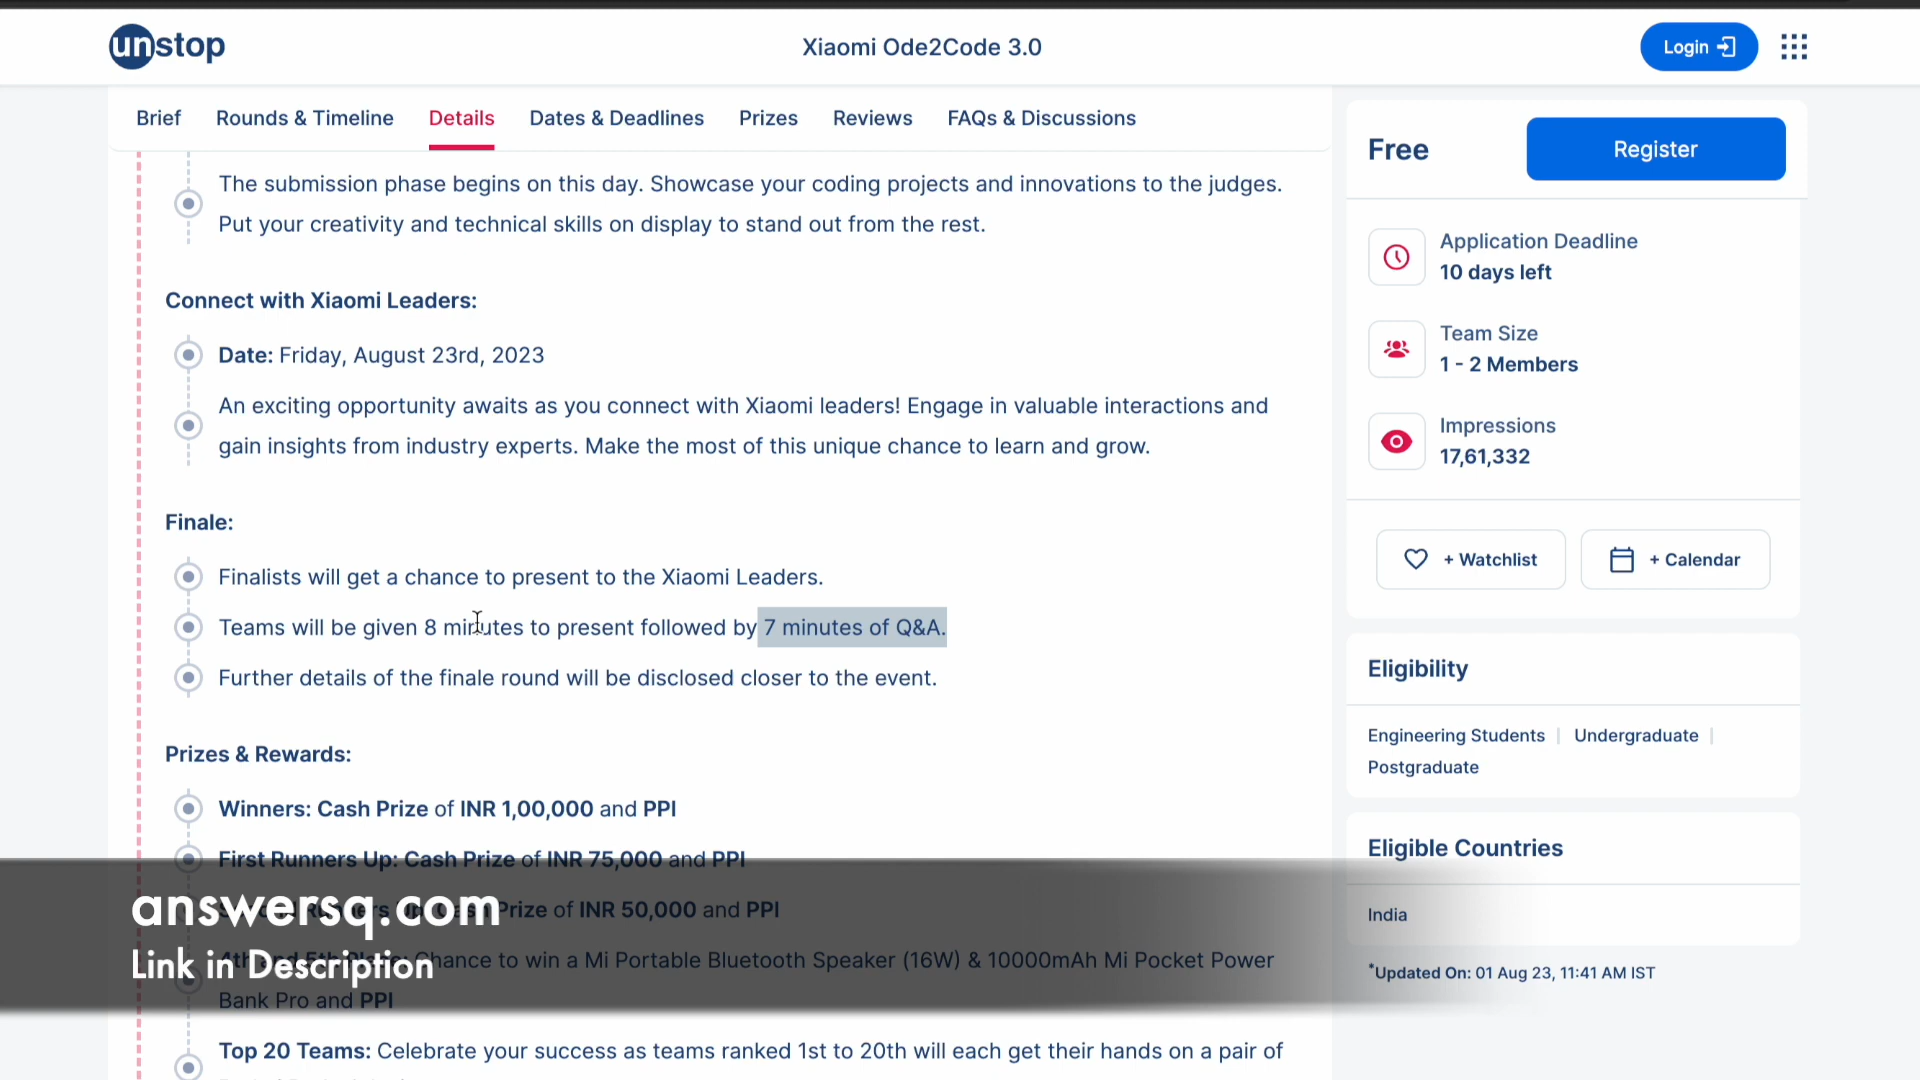 unstop
Xiaomi Ode2Code 3.0
Login
Brief Rounds & Timeline Details Dates & Deadlines Prizes Reviews FAQs & Discussions
The submission phase begins on this day. Showcase your coding projects and innovations to the judges.
Put your creativity and technical skills on display to stand out from the rest.
Connect with Xiaomi Leaders:
Date: Friday, August 23rd, 2023
An exciting opportunity awaits as you connect with Xiaomi leaders! Engage in valuable interactions and
gain insights from industry experts. Make the most of this unique chance to learn and grow.
Finale:
Finalists will get a chance to present to the Xiaomi Leaders.
Teams will be given 8 minutes to present followed by 7 minutes of Q&A.
Further details of the finale round will be disclosed closer to the event.
Prizes & Rewards:
Winners: Cash Prize of INR 1,00,000 and PPI
First Runners Up: Cash Prize of INR 75,000 and PPI
Prize of INR 50,000 and PPI
Chance to win a Mi Portable Bluetooth Speaker (16W) & 10000mAh Mi Pocket Power
Bank Pro and PPI
Top 20 Teams: Celebrate your success as teams ranked 1st to 20th will each get their hands on a pair of
answersq.com
Link in Description
Free
Register
Application Deadline
10 days left
Team Size
1 - 2 Members
Impressions
17,61,332
+ Watchlist
+ Calendar
Eligibility
Engineering Students | Undergraduate |
Postgraduate
Eligible Countries
India
*Updated On: 01 Aug 23, 11:41 AM IST